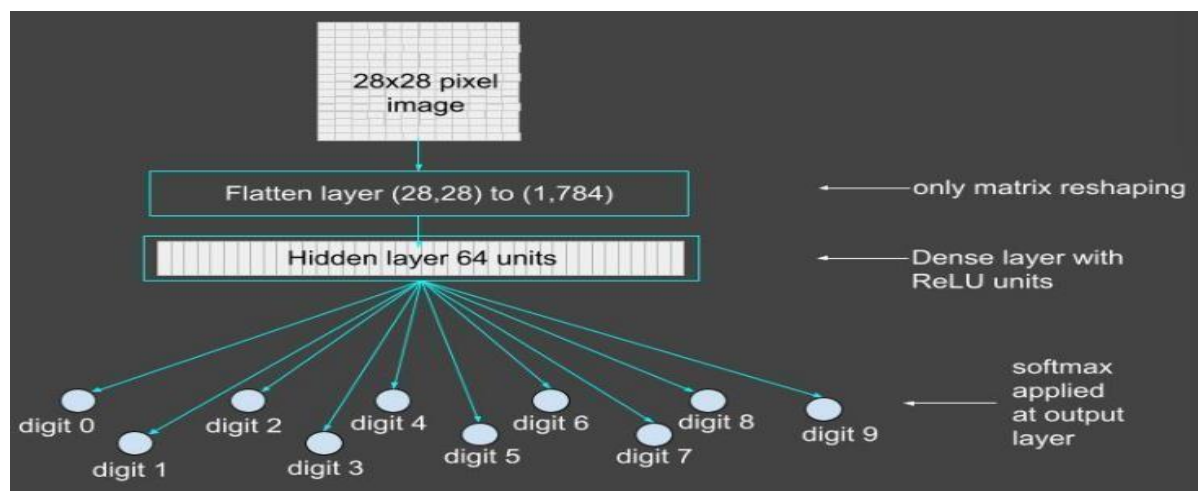 28x28 pixel
image
Flatten layer (28,28) to (1,784)
only matrix reshaping
Hidden layer 64 units
Dense layer with
ReLU units
digit 0
digit 1
digit 2
digit 3
digit 4
digit 5
digit 6
digit 7
digit 8
digit 9
softmax
applied
at output
layer